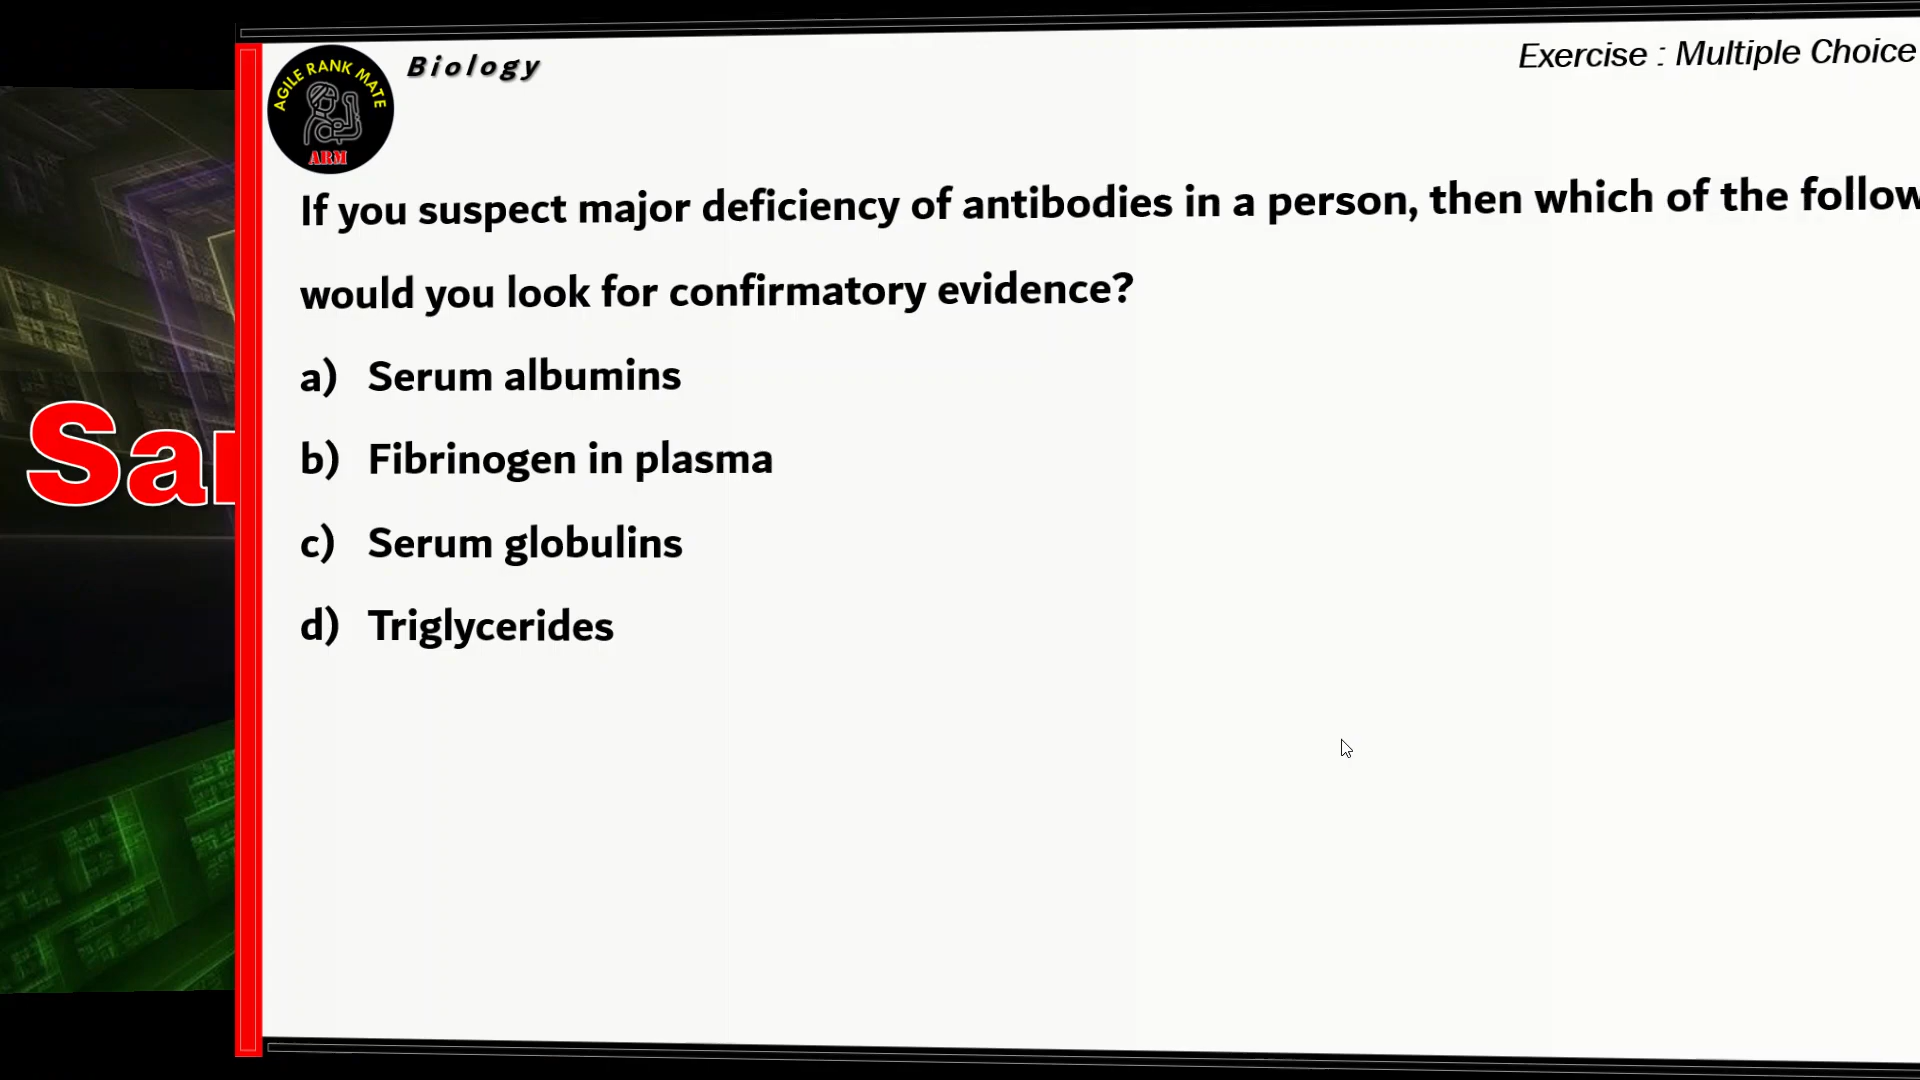 AGILE RANK MATE
ARM
Biology
Exercise : Multiple Choice
If you suspect major deficiency of antibodies in a person, then which of the follow
would you look for confirmatory evidence?
a) Serum albumins
b) Fibrinogen in plasma
c) Serum globulins
d) Triglycerides
Sa